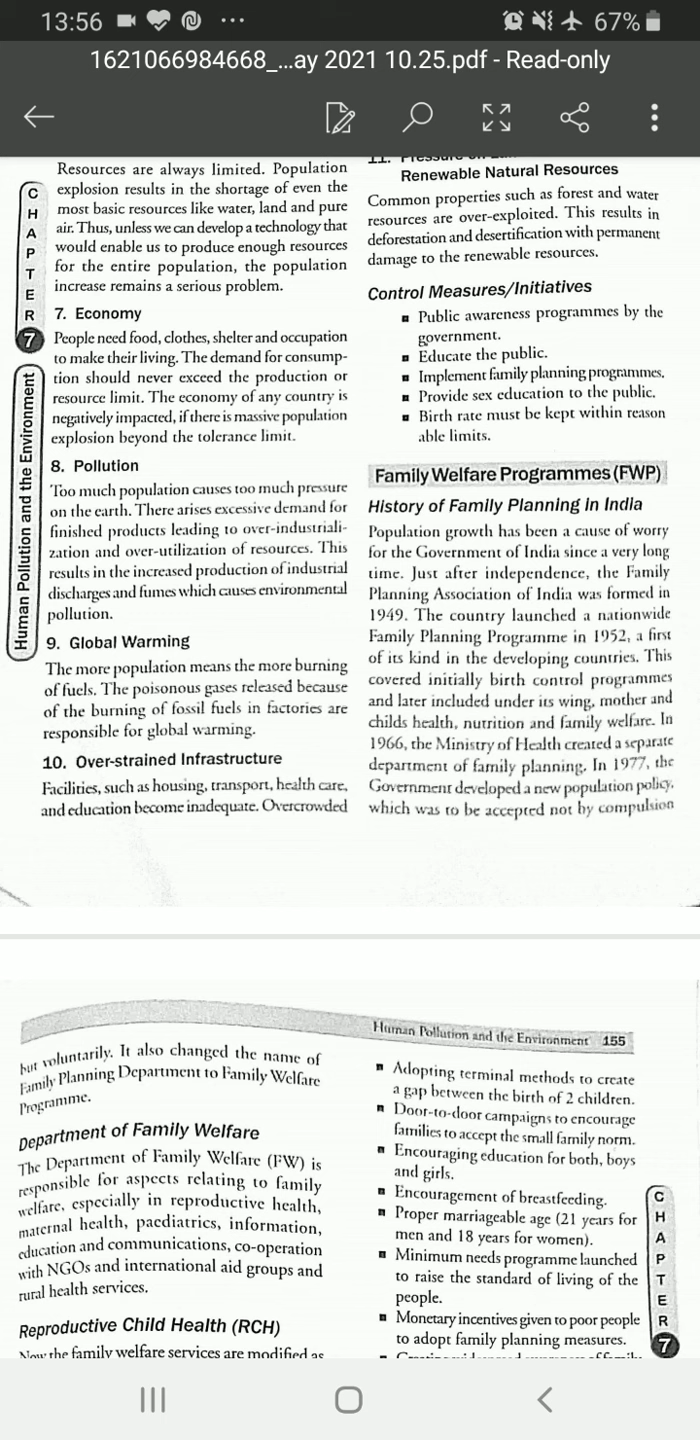 13:56
67%
1621066984668_...ay 2021 10.25.pdf - Read-only
CHAPTER
7
Human Pollution and the Environment
Resources are always limited. Population
explosion results in the shortage of even the
most basic resources like water, land and pure
air. Thus, unless we can develop a technology that
would enable us to produce enough resources
for the entire population, the population
increase remains a serious problem.
7. Economy
People need food, clothes, shelter and occupation
to make their living. The demand for consump-
tion should never exceed the production or
resource limit. The economy of any country is
negatively impacted, if there is massive population
explosion beyond the tolerance limit.
8. Pollution
Too much population causes too much pressure
on the earth. There arises excessive demand for
finished products leading to over-industriali-
zation and over-utilization of resources. This
results in the increased production of industrial
discharges and fumes which causes environmental
pollution.
9. Global Warming
The more population means the more burning
of fuels. The poisonous gases released because
of the burning of fossil fuels in factories are
responsible for global warming.
10. Over-strained Infrastructure
Facilities, such as housing, transport, health care,
and education become inadequate. Overcrowded
11. Pressure on
Renewable Natural Resources
Common properties such as forest and water
resources are over-exploited. This results in
deforestation and desertification with permanent
damage to the renewable resources.
Control Measures/Initiatives
▪ Public awareness programmes by the
government.
▪ Educate the public.
▪ Implement family planning programmes.
▪ Provide sex education to the public.
▪ Birth rate must be kept within reason
able limits.
Family Welfare Programmes (FWP)
History of Family Planning in India
Population growth has been a cause of worry
for the Government of India since a very long
time. Just after independence, the Family
Planning Association of India was formed in
1949. The country launched a nationwide
Family Planning Programme in 1952, a first
of its kind in the developing countries. This
covered initially birth control programmes
and later included under its wing, mother and
childs health, nutrition and family welfare. In
1966, the Ministry of Health created a separate
department of family planning. In 1977, the
Government developed a new population policy,
which was to be accepted not by compulsion
Human Pollution and the Environment 155
but voluntarily. It also changed the name of
Family Planning Department to Family Welfare
Programme.
Department of Family Welfare
The Department of Family Welfare (FW) is
responsible for aspects relating to family
welfare, especially in reproductive health,
maternal health, paediatrics, information,
education and communications, co-operation
with NGOs and international aid groups and
rural health services.
Reproductive Child Health (RCH)
Now the family welfare services are modified as
▪ Adopting terminal methods to create
a gap between the birth of 2 children.
▪ Door-to-door campaigns to encourage
families to accept the small family norm.
▪ Encouraging education for both, boys
and girls.
▪ Encouragement of breastfeeding.
▪ Proper marriageable age (21 years for
men and 18 years for women).
▪ Minimum needs programme launched
to raise the standard of living of the
people.
▪ Monetary incentives given to poor people
to adopt family planning measures.
CHAPTER
7